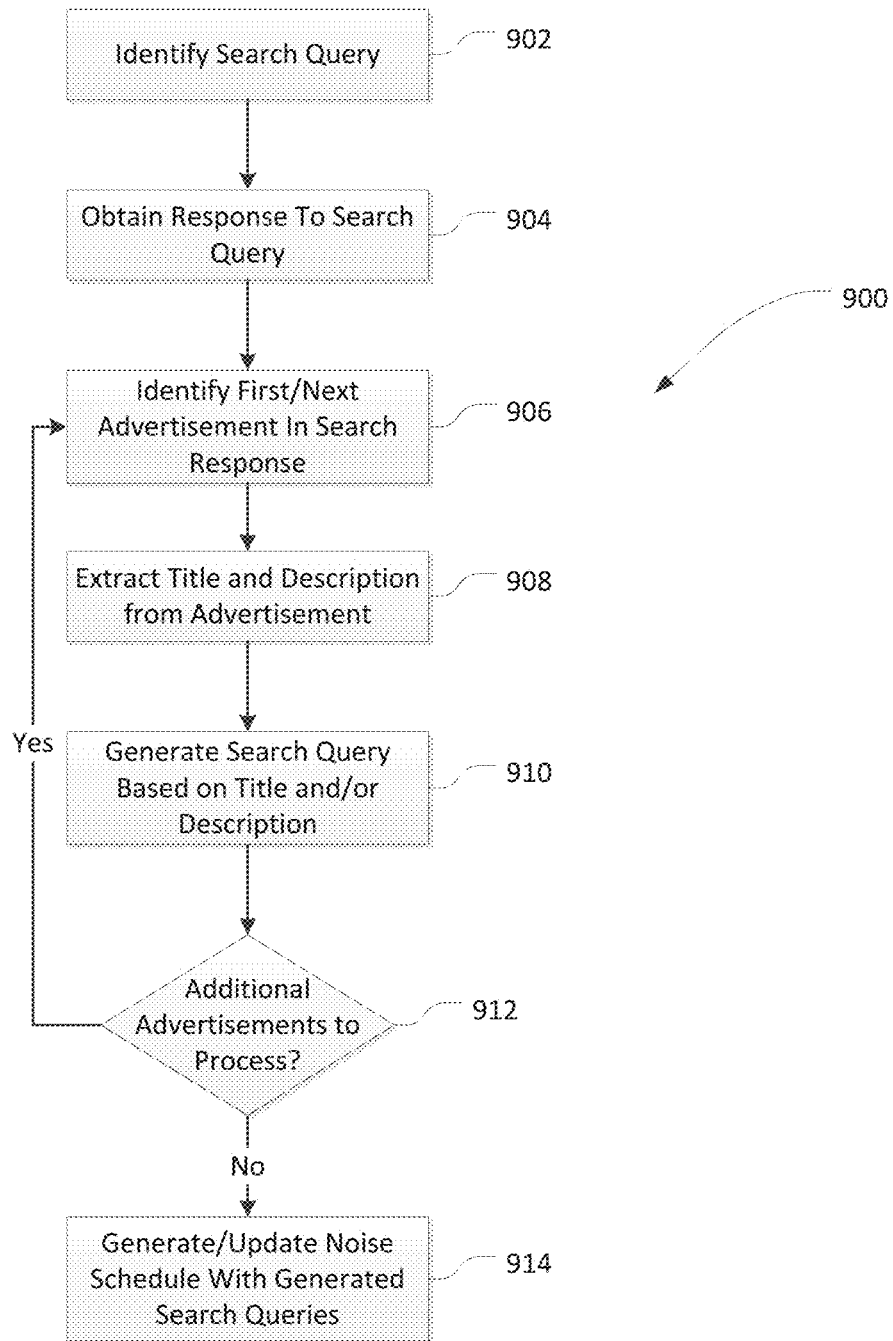 Identify Search Query
902
Obtain Response To Search
Query
904
900
Identify First/Next
Advertisement In Search
Response
906
Extract Title and Description
from Advertisement
908
Yes
Generate Search Query
Based on Title and/or
Description
910
Additional
Advertisements to
Process?
912
No
Generate/Update Noise
Schedule With Generated
Search Queries
914